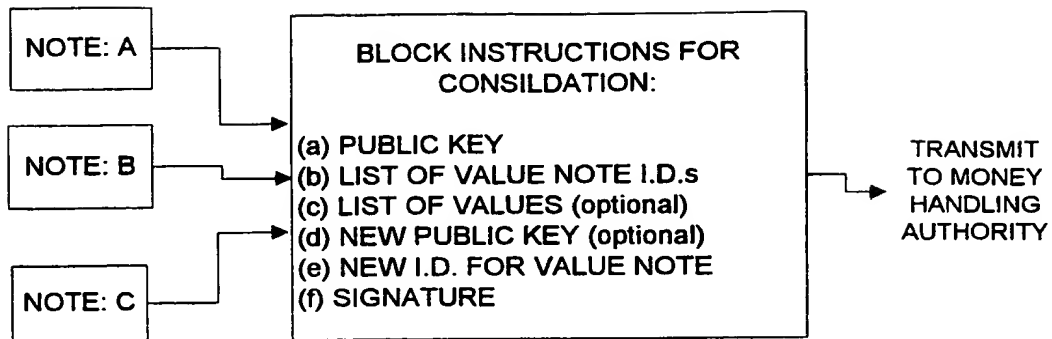 NOTE: A
NOTE: B
NOTE: C
BLOCK INSTRUCTIONS FOR
CONSILDATION:
(a) PUBLIC KEY
(b) LIST OF VALUE NOTE I.D.s
(c) LIST OF VALUES (optional)
(d) NEW PUBLIC KEY (optional)
(e) NEW I.D. FOR VALUE NOTE
(f) SIGNATURE
TRANSMIT
TO MONEY
HANDLING
AUTHORITY